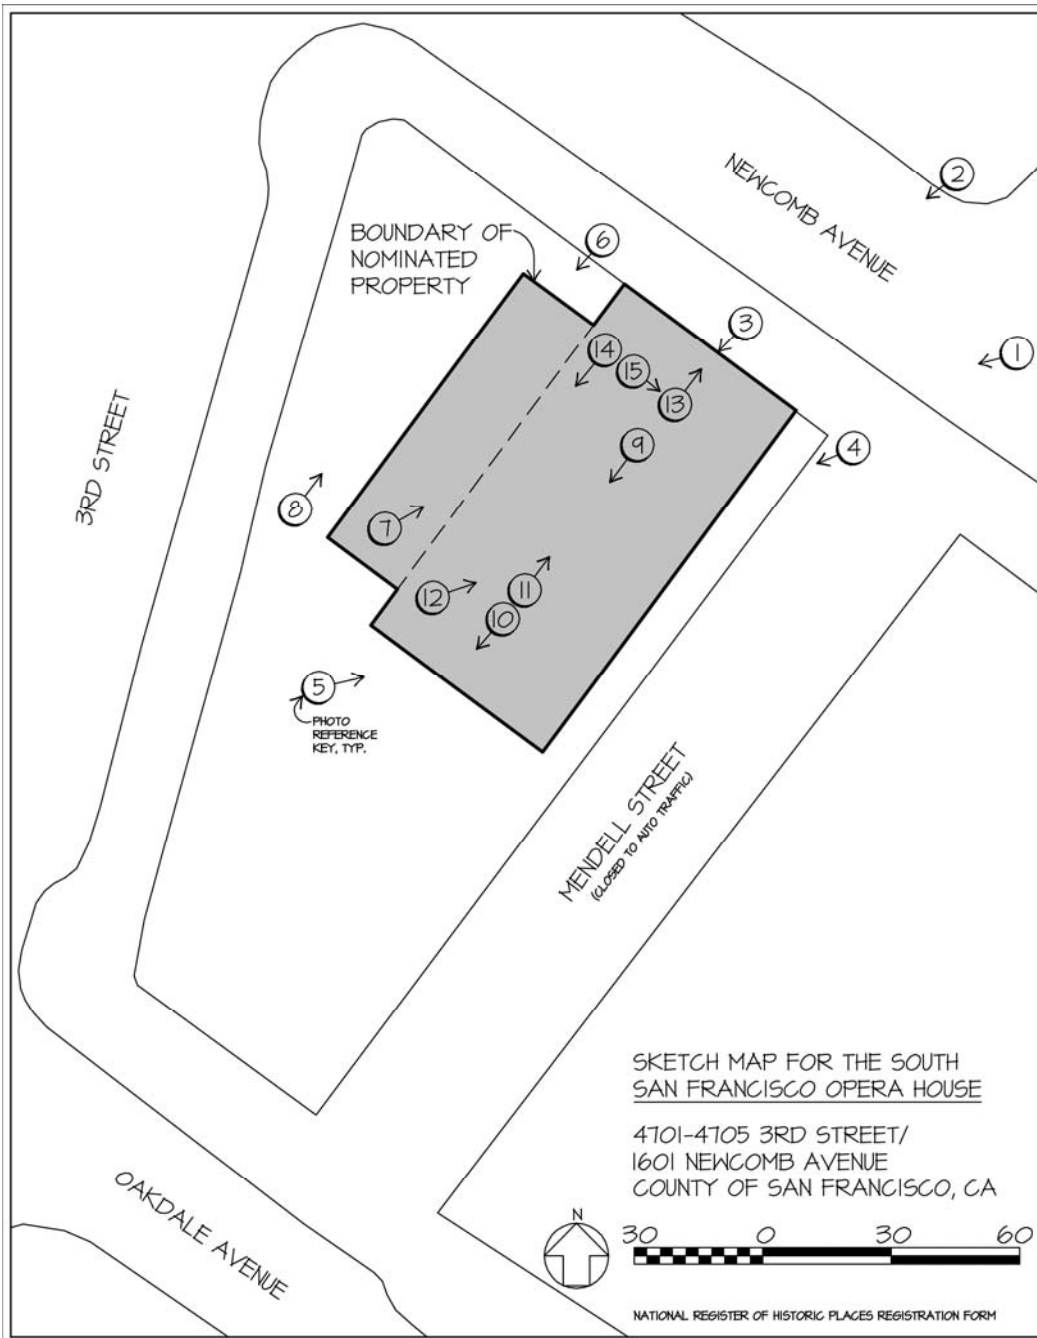 NEWCOMB AVENUE
2
BOUNDARY OF
NOMINATED
PROPERTY
6
3
1
14
15
13
9
4
3RD STREET
8
7
12
11
10
5
PHOTO
REFERENCE
KEY, TYP.
MENDELL STREET
(CLOSED TO AUTO TRAFFIC)
OAKDALE AVENUE
SKETCH MAP FOR THE SOUTH
SAN FRANCISCO OPERA HOUSE
4701-4705 3RD STREET/
1601 NEWCOMB AVENUE
COUNTY OF SAN FRANCISCO, CA
N
30 0 30 60
NATIONAL REGISTER OF HISTORIC PLACES REGISTRATION FORM